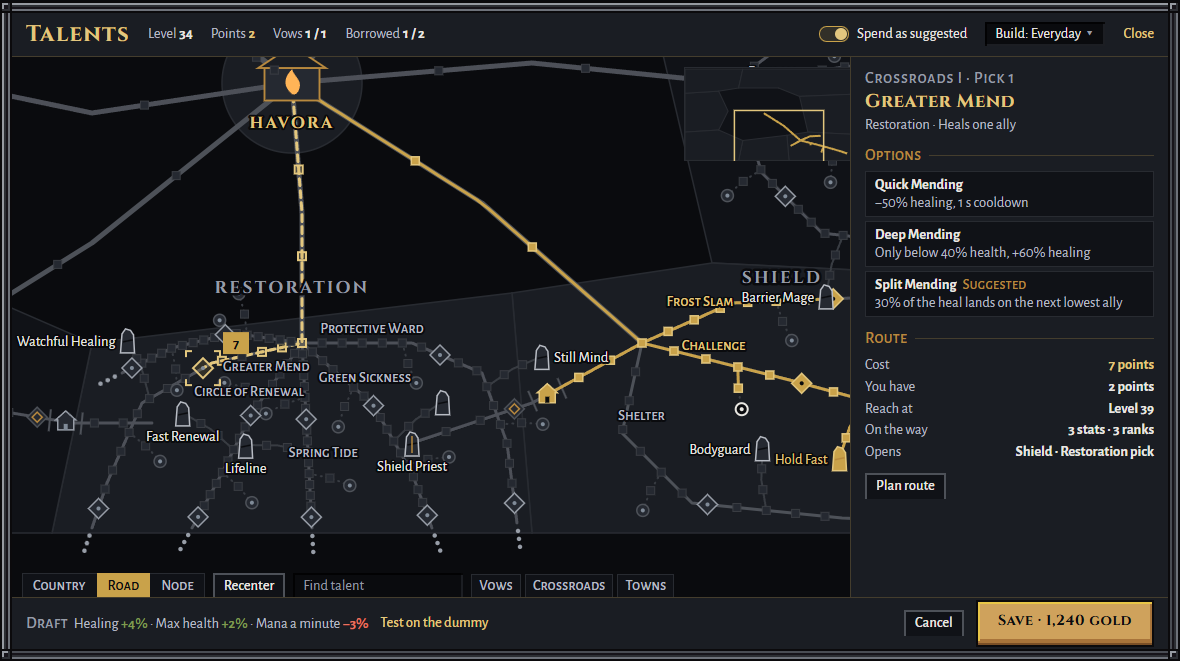 Talents
Level 34
Points 2
Vows 1 / 1
Borrowed 1 / 2
Spend as suggested
Build: Everyday
Close
HAVORA
RESTORATION
SHIELD
Frost Slam
Barrier Mage
Watchful Healing
7
Protective Ward
Challenge
Greater Mend
Still Mind
Green Sickness
Circle of Renewal
Fast Renewal
Shelter
Lifeline
Spring Tide
Shield Priest
Bodyguard
Hold Fast
Country
Road
Node
Recenter
Find talent
Vows
Crossroads
Towns
Crossroads I · Pick 1
Greater Mend
Restoration · Heals one ally
Options
Quick Mending
−50% healing, 1 s cooldown
Deep Mending
Only below 40% health, +60% healing
Split Mending Suggested
30% of the heal lands on the next lowest ally
Route
Cost 7 points
You have 2 points
Reach at Level 39
On the way 3 stats · 3 ranks
Opens Shield · Restoration pick
Plan route
Draft Healing +4% · Max health +2% · Mana a minute −3% Test on the dummy
Cancel
Save · 1,240 gold